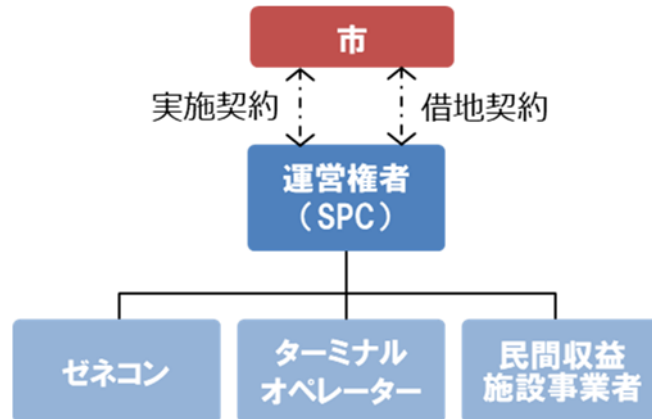 市
実施契約
借地契約
運営権者
（SPC）
ゼネコン
ターミナル
オペレーター
民間収益
施設事業者